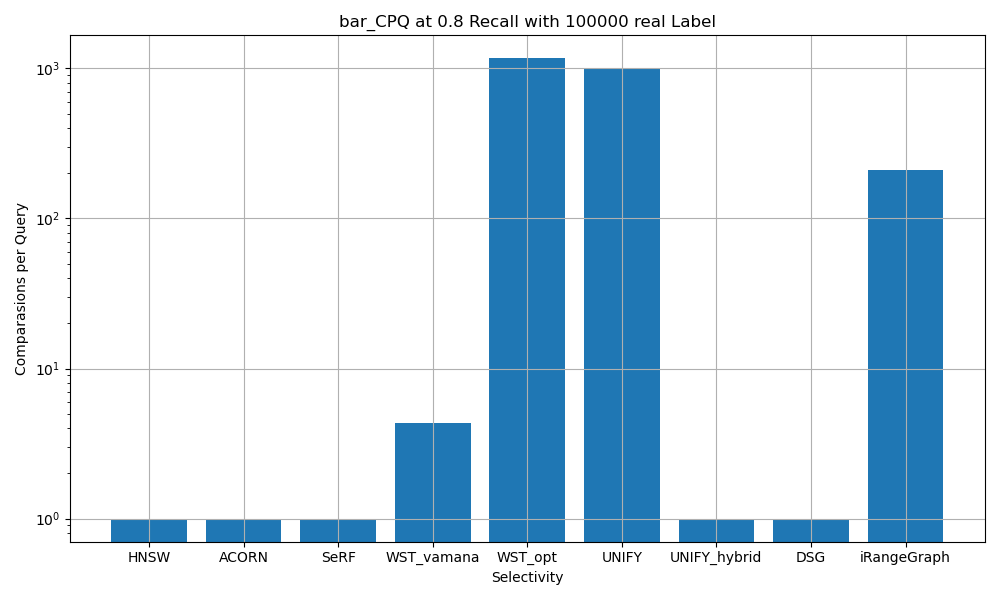 bar_CPQ at 0.8 Recall with 100000 real Label
Comparasions per Query
10³
10²
10¹
10⁰
HNSW ACORN SeRF WST_vamana WST_opt UNIFY UNIFY_hybrid DSG iRangeGraph
Selectivity